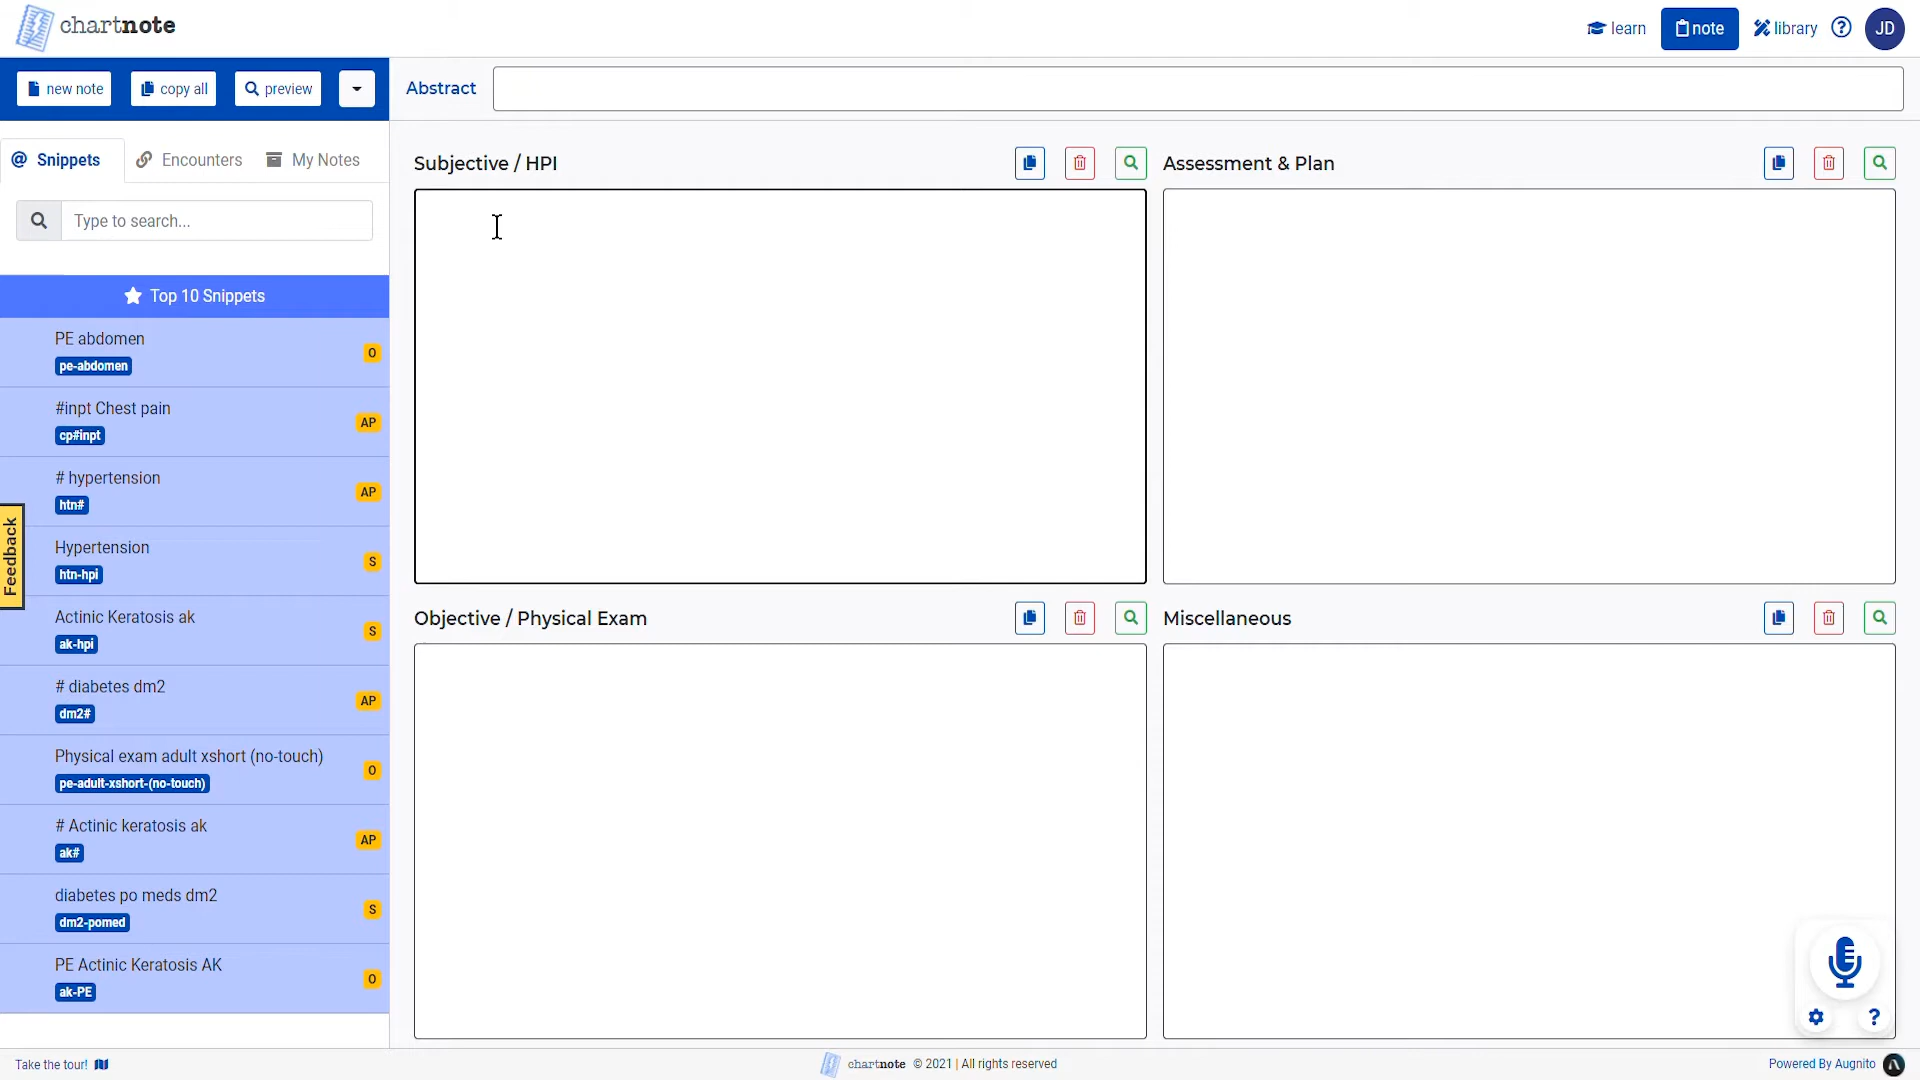 chartnote
learn
note
library
JD
new note
copy all
preview
Abstract
@ Snippets
Encounters
My Notes
Type to search...
Top 10 Snippets
PE abdomen
pe-abdomen
O
#inpt Chest pain
cp#inpt
AP
# hypertension
htn#
AP
Hypertension
htn-hpi
S
Actinic Keratosis ak
ak-hpi
S
# diabetes dm2
dm2#
AP
Physical exam adult xshort (no-touch)
pe-adult-xshort-(no-touch)
O
# Actinic keratosis ak
ak#
AP
diabetes po meds dm2
dm2-pomed
S
PE Actinic Keratosis AK
ak-PE
O
Feedback
Subjective / HPI
Assessment & Plan
Objective / Physical Exam
Miscellaneous
?
Take the tour!
chartnote © 2021 | All rights reserved
Powered By Augnito